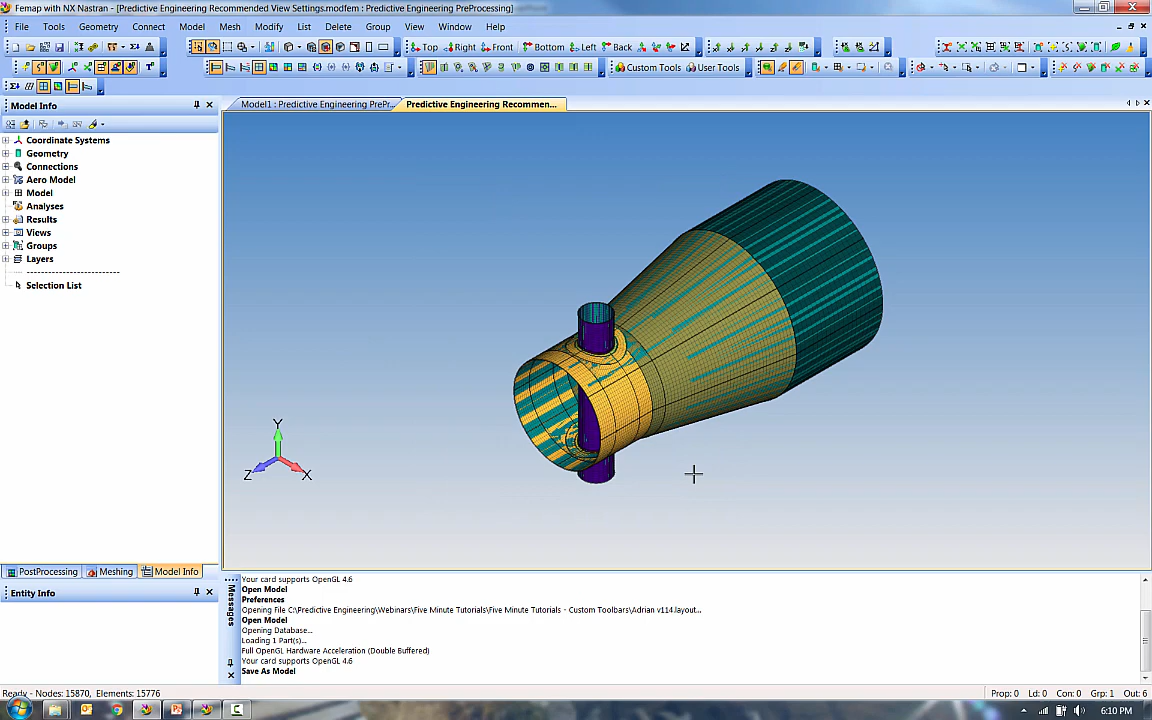 Femap with NX Nastran - [Predictive Engineering Recommended View Settings.modfem : Predictive Engineering PreProcessing]
File Tools Geometry Connect Model Mesh Modify List Delete Group View Window Help
Top Right Front Bottom Left Back
Custom Tools User Tools
Model Info
Model1 : Predictive Engineering PrePr... Predictive Engineering Recommen...
Coordinate Systems
Geometry
Connections
Aero Model
Model
Analyses
Results
Views
Groups
Layers
Selection List
Y
Z X
PostProcessing Meshing Model Info
Entity Info
Messages
Your card supports OpenGL 4.6
Open Model
Preferences
Opening File C:\Predictive Engineering\Webinars\Five Minute Tutorials\Five Minute Tutorials - Custom Toolbars\Adrian v114.layout...
Open Model
Opening Database...
Loading 1 Part(s)...
Full OpenGL Hardware Acceleration (Double Buffered)
Your card supports OpenGL 4.6
Save As Model
Ready - Nodes: 15870, Elements: 15776 Prop: 0 Ld: 0 Con: 0 Grp: 1 Out: 6
6:10 PM